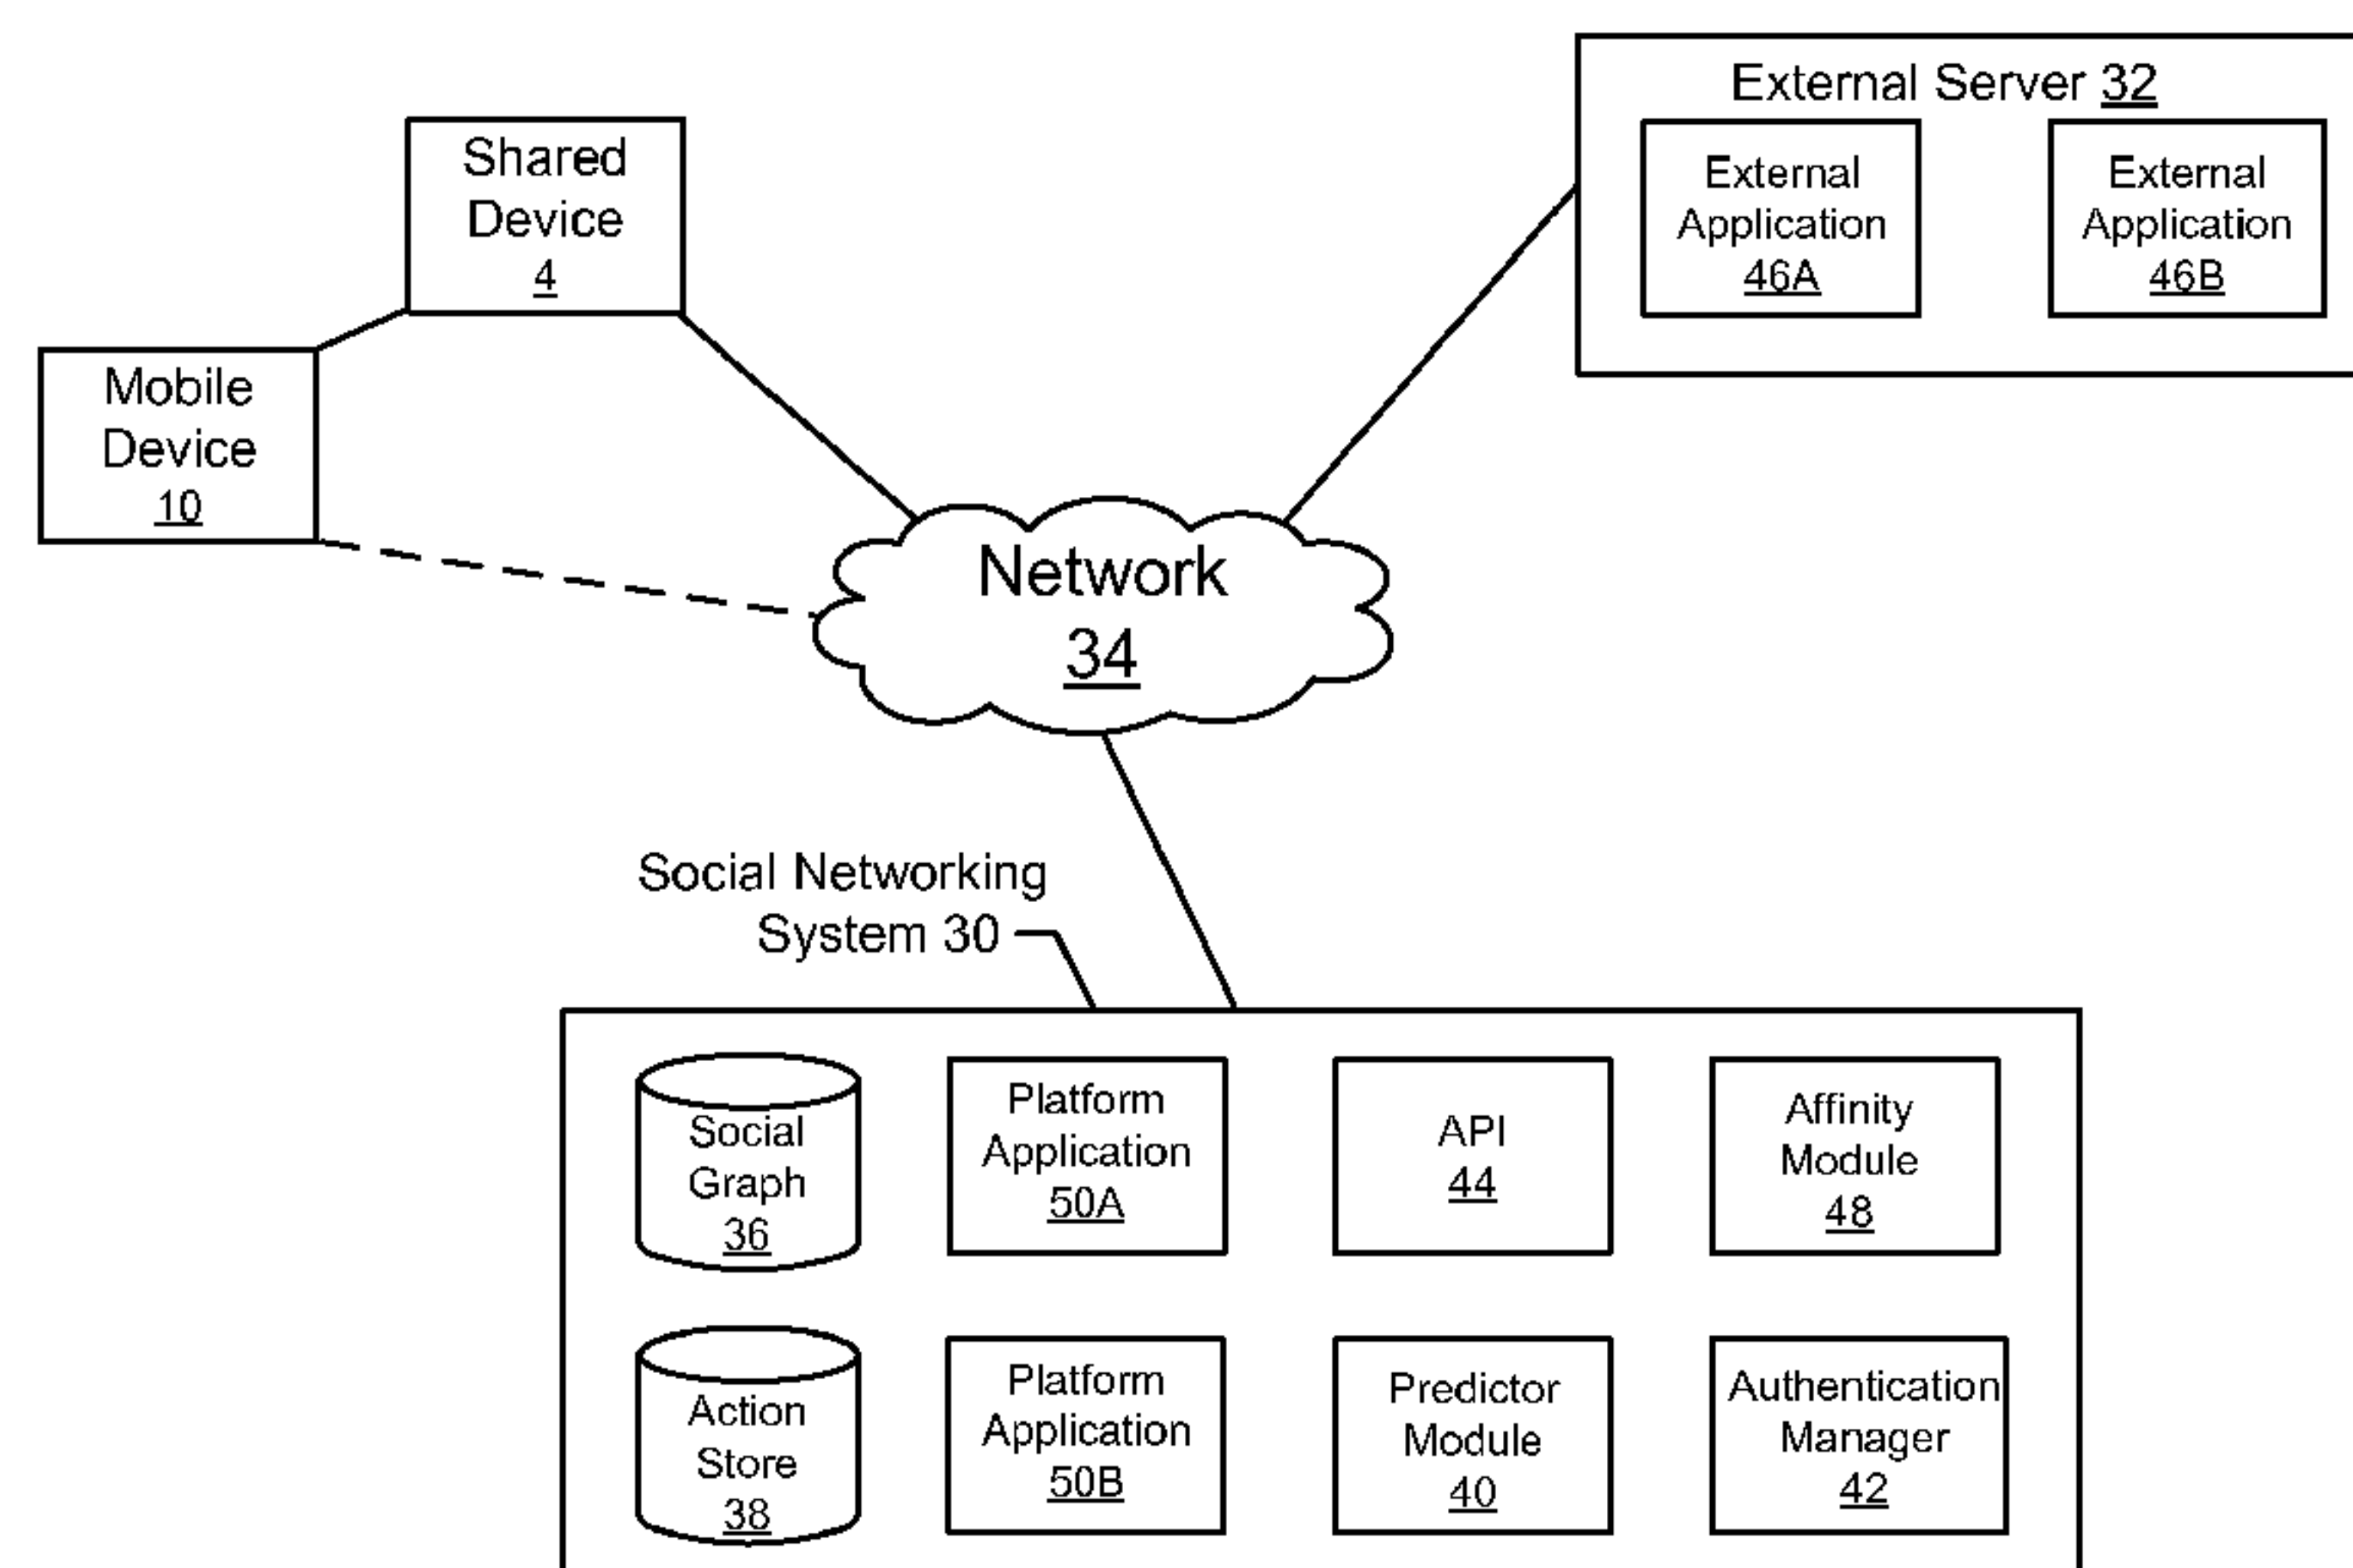 External Server 32
External
Application
46A
External
Application
46B
Shared
Device
4
Mobile
Device
10
Network
34
Social Networking
System 30
Social
Graph
36
Platform
Application
50A
API
44
Affinity
Module
48
Action
Store
38
Platform
Application
50B
Predictor
Module
40
Authentication
Manager
42